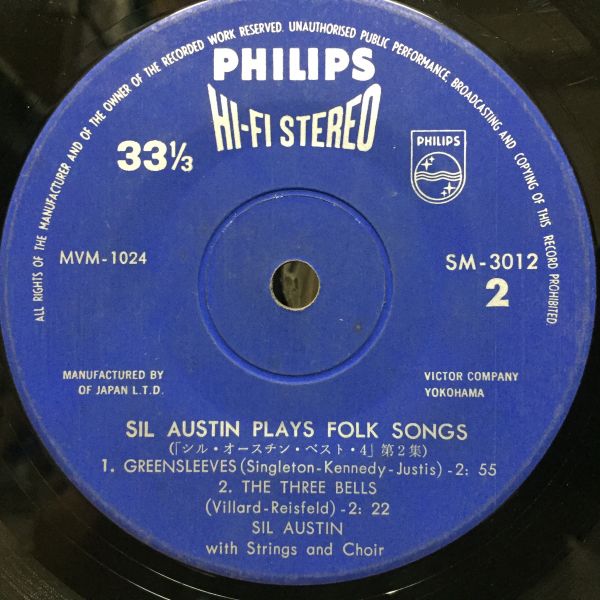 ALL RIGHTS OF THE MANUFACTURER AND OF THE OWNER OF THE RECORDED WORK RESERVED. UNAUTHORISED PUBLIC PERFORMANCE, BROADCASTING AND COPYING OF THIS RECORD PROHIBITED
PHILIPS
HI-FI STEREO
33⅓
PHILIPS
MVM-1024
SM-3012
2
MANUFACTURED BY VICTOR COMPANY
OF JAPAN L.T.D. YOKOHAMA
SIL AUSTIN PLAYS FOLK SONGS
(「シル・オースチン・ベスト・4」第2集)
1. GREENSLEEVES (Singleton-Kennedy-Justis)-2: 55
2. THE THREE BELLS
(Villard-Reisfeld)-2: 22
SIL AUSTIN
with Strings and Choir